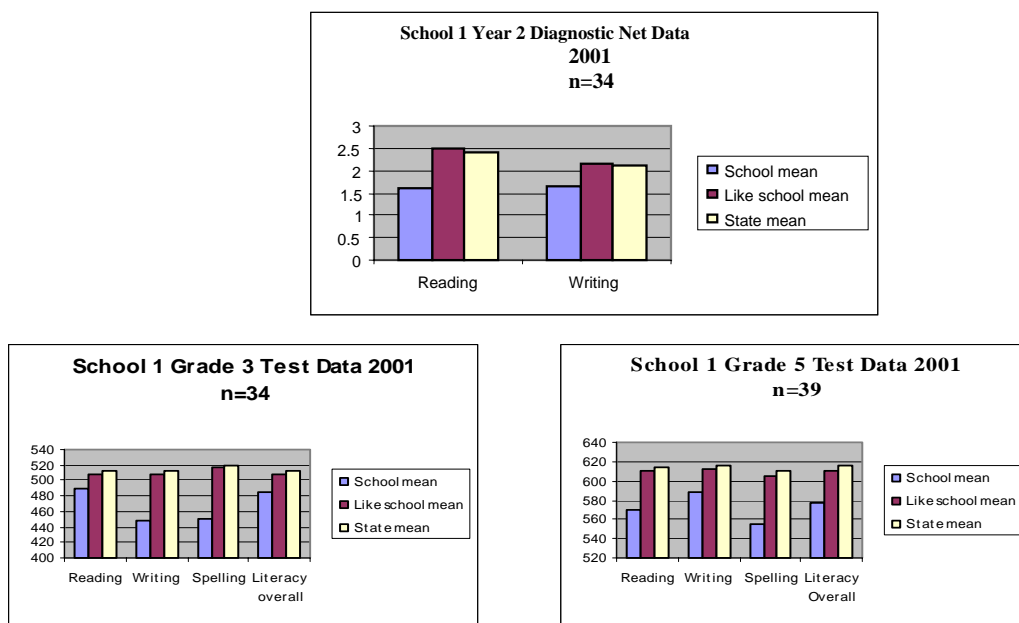 School 1 Year 2 Diagnostic Net Data
2001
n=34
3
2.5
2
1.5
1
0.5
0
Reading Writing
School mean
Like school mean
State mean
School 1 Grade 3 Test Data 2001
n=34
540
520
500
480
460
440
420
400
Reading Writing Spelling Literacy
overall
School mean
Like school mean
State mean
School 1 Grade 5 Test Data 2001
n=39
640
620
600
580
560
540
520
Reading Writing Spelling Literacy
Overall
School mean
Like school mean
State mean